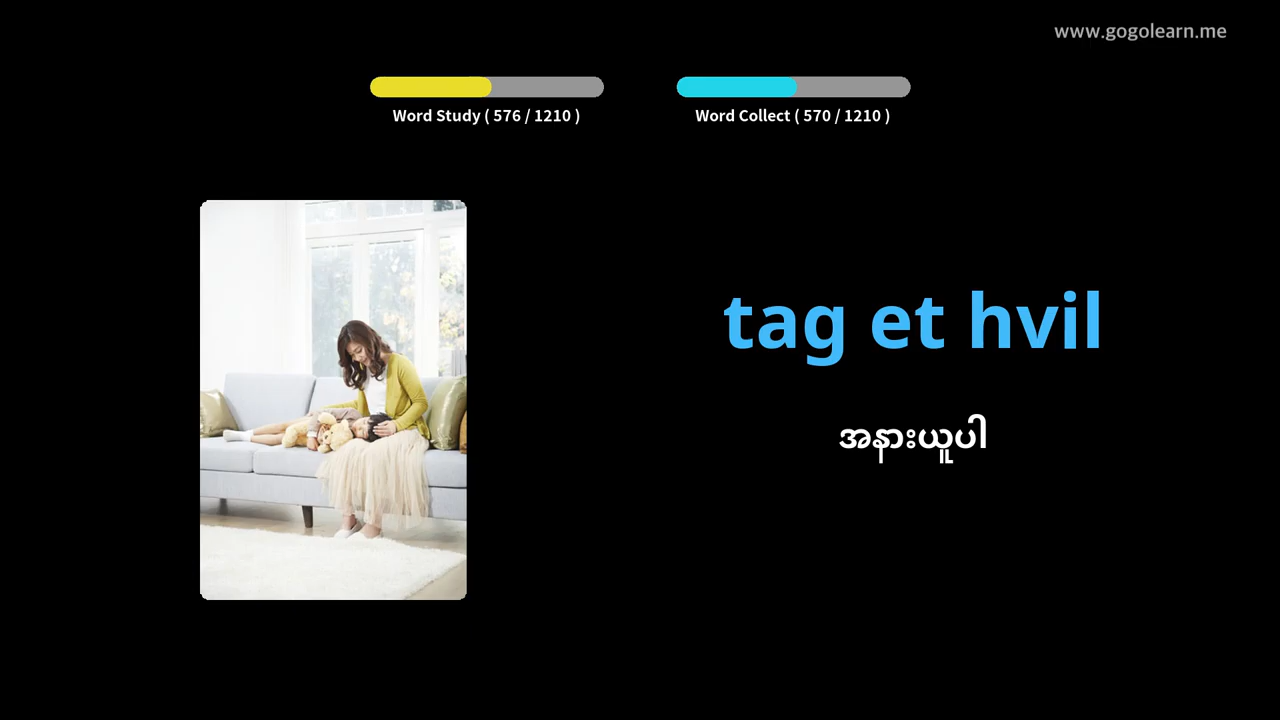 www.gogolearn.me
Word Study ( 576 / 1210 )
Word Collect ( 570 / 1210 )
tag et hvil
အနားယူပါ